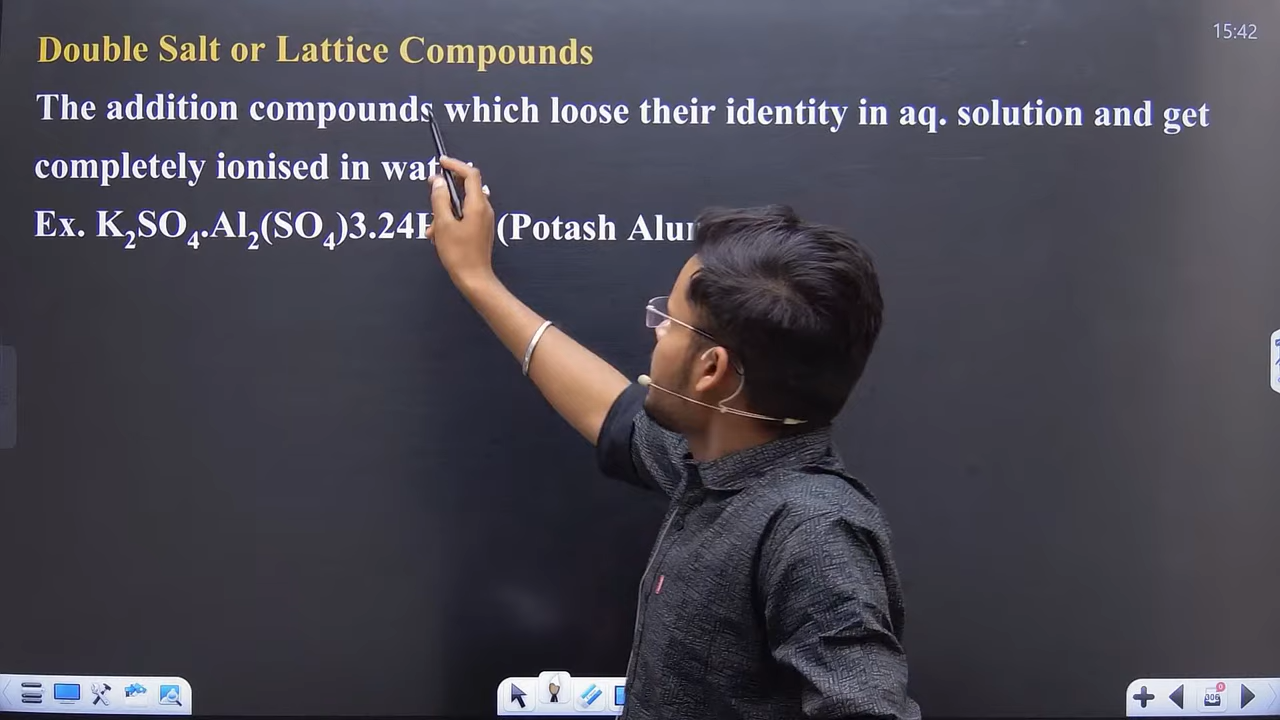 15:42
Double Salt or Lattice Compounds
The addition compounds which loose their identity in aq. solution and get
completely ionised in
Ex. K₂SO₄.Al₂(SO₄)3.24 (Potash